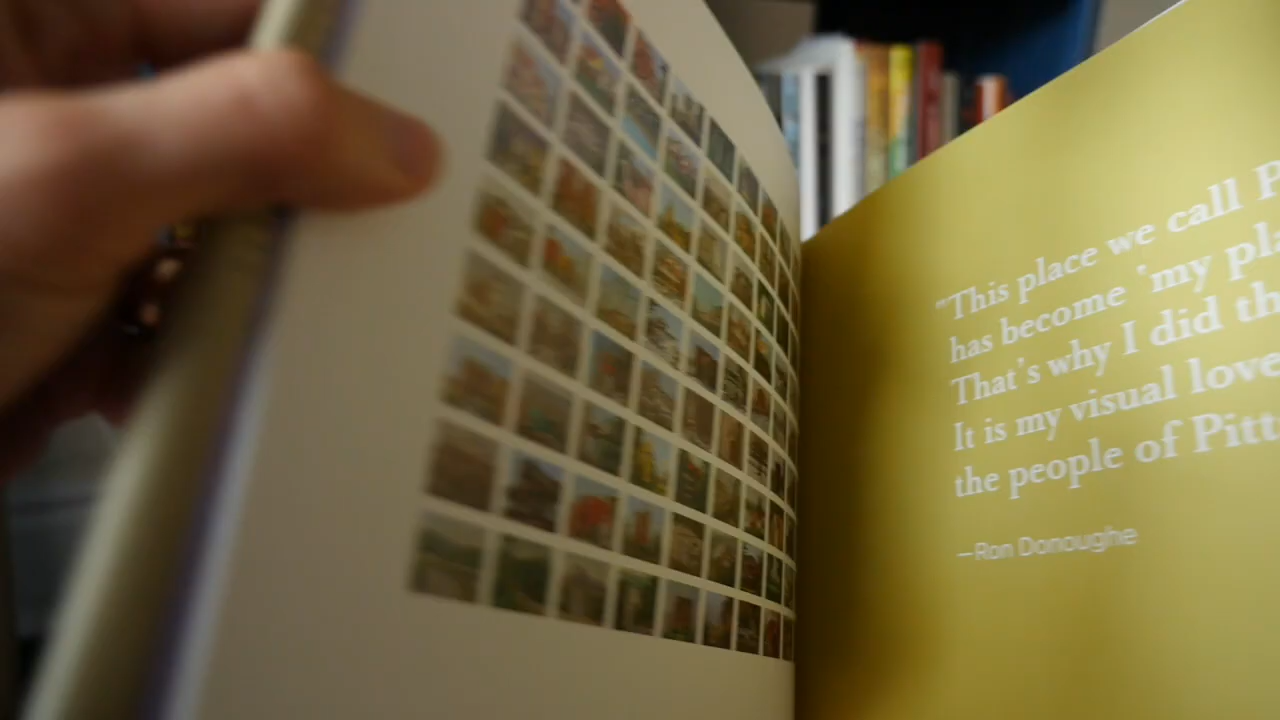 "This place we call P
has become 'my pla
That's why I did th
It is my visual love
the people of Pitt
—Ron Donoughe